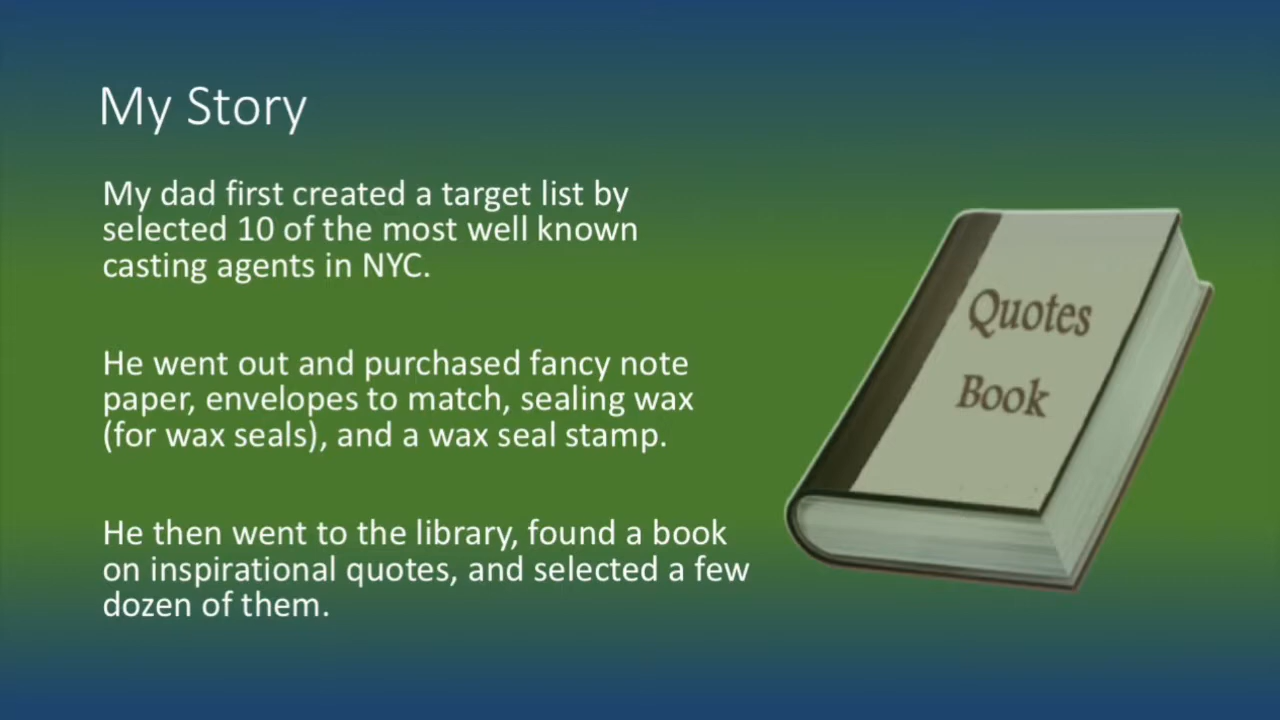 My Story
My dad first created a target list by
selected 10 of the most well known
casting agents in NYC.
He went out and purchased fancy note
paper, envelopes to match, sealing wax
(for wax seals), and a wax seal stamp.
He then went to the library, found a book
on inspirational quotes, and selected a few
dozen of them.
Quotes
Book